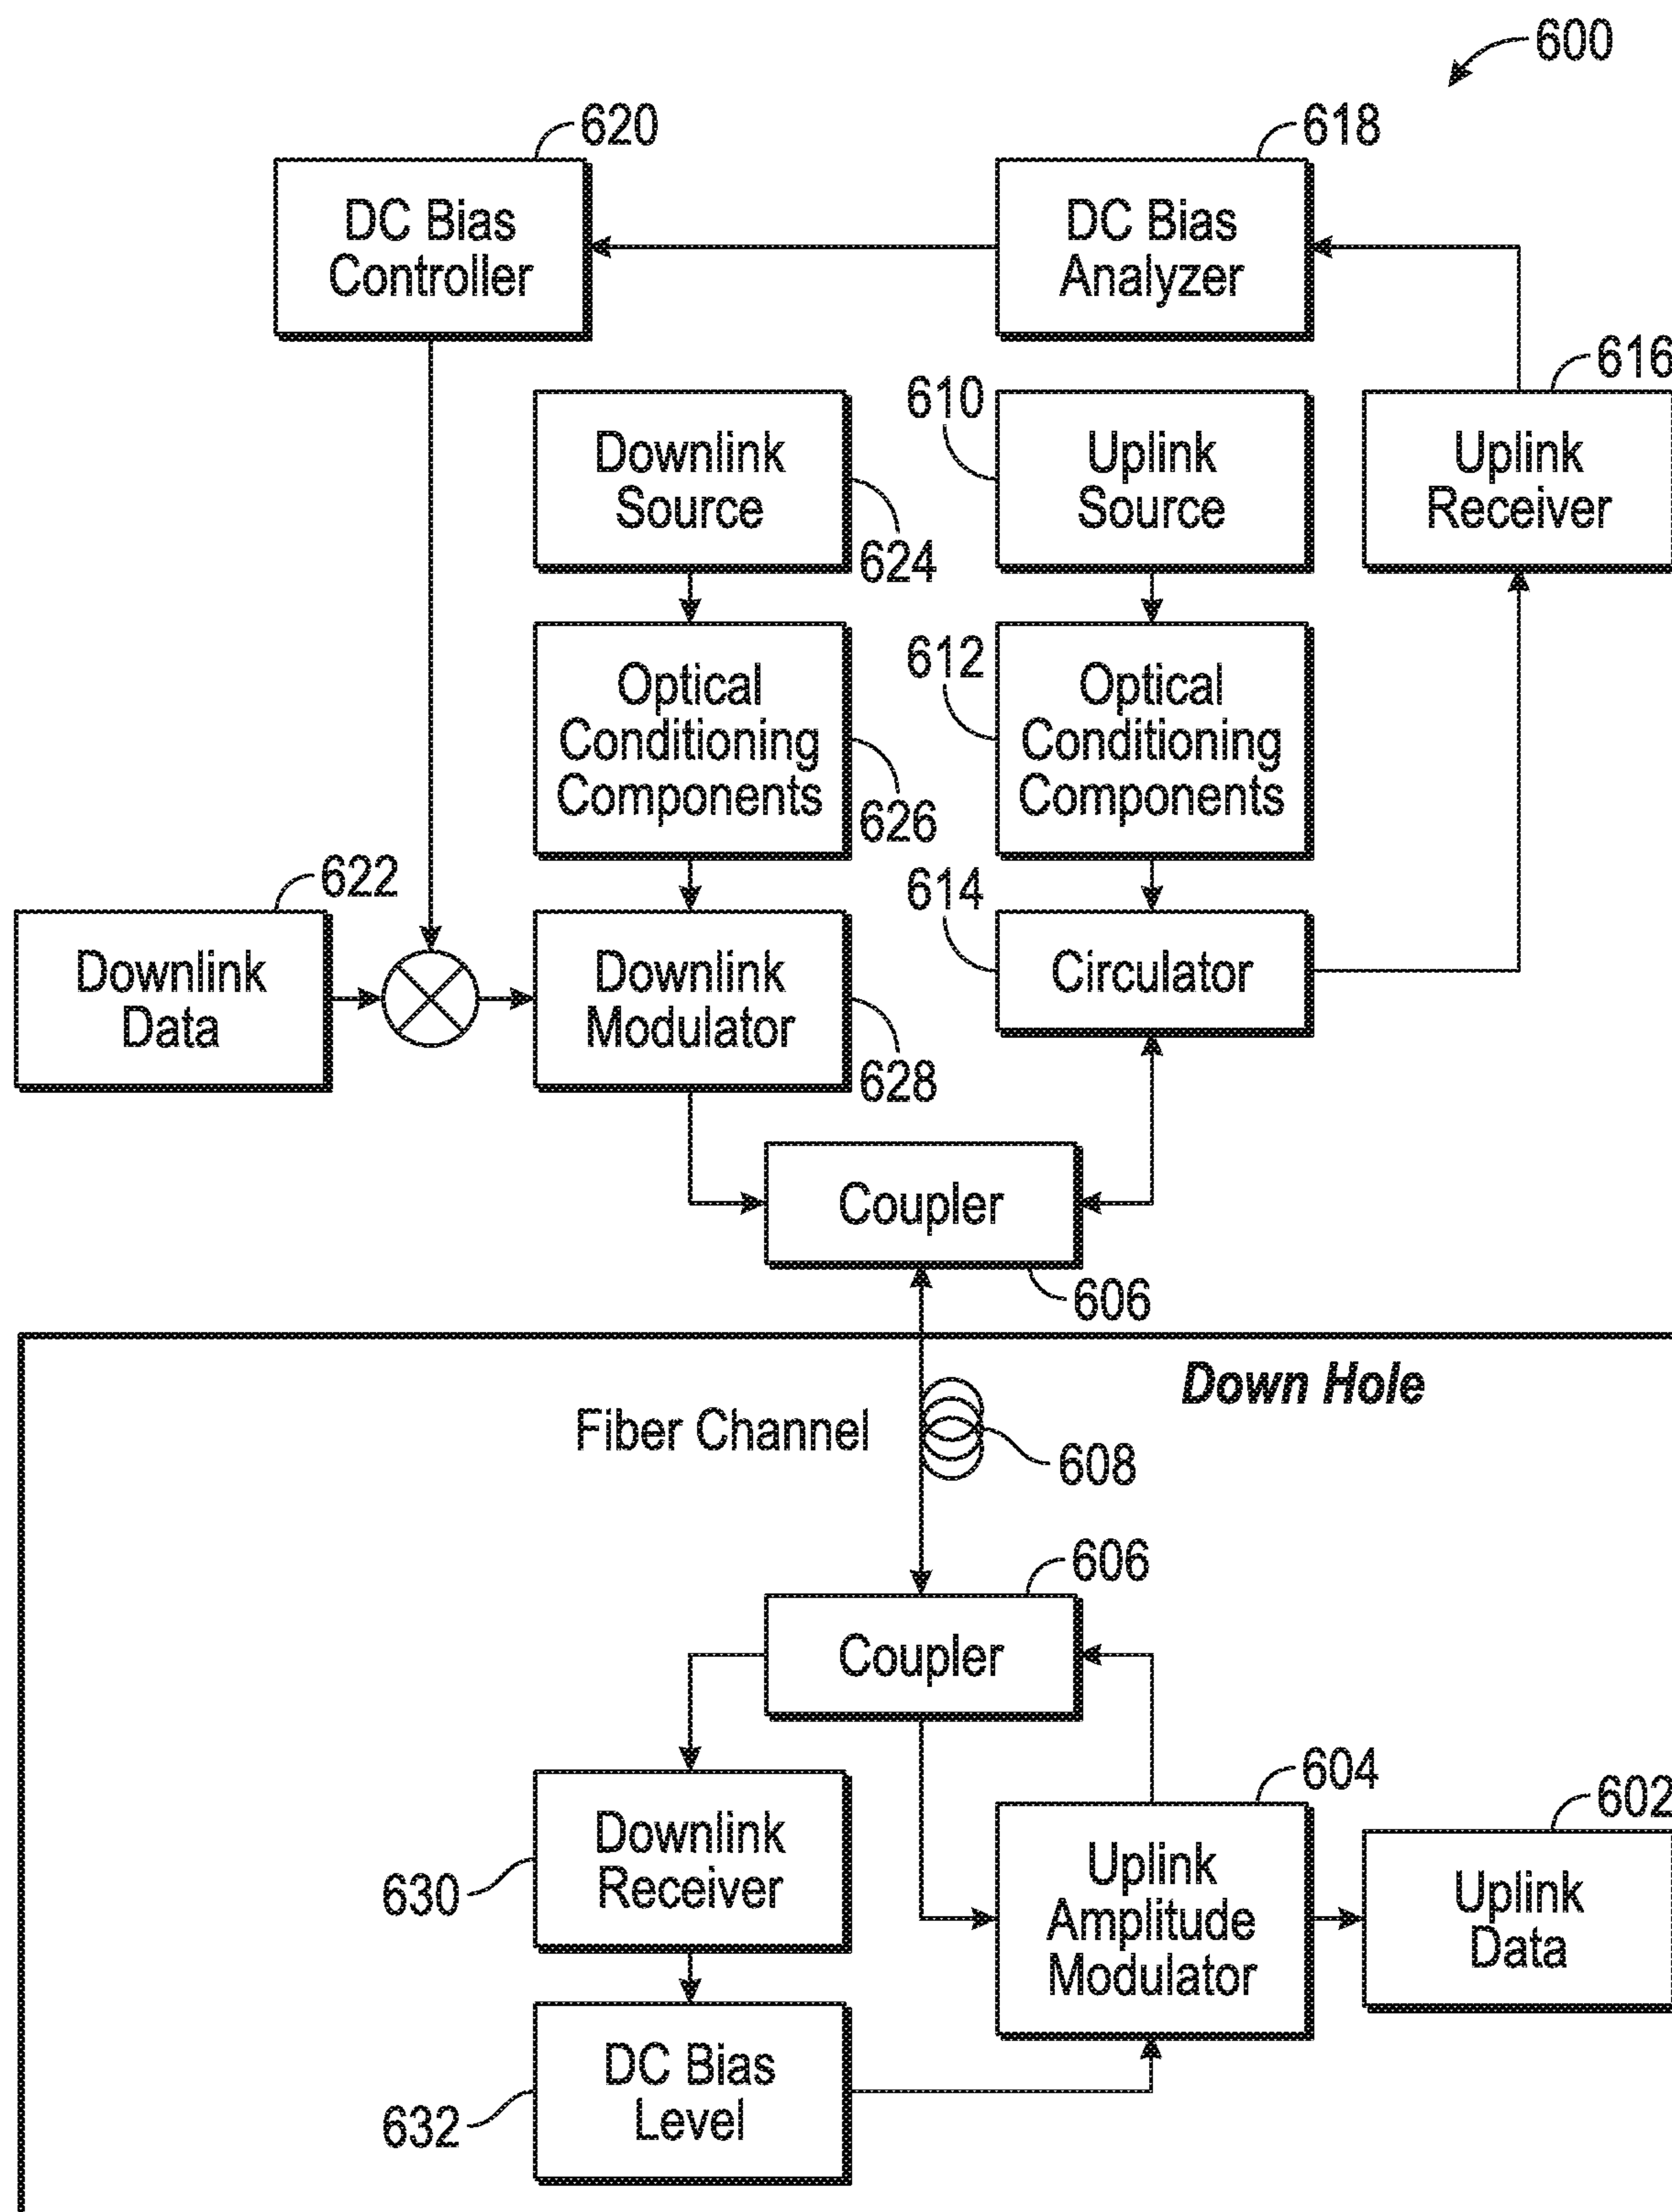 600
620
618
DC Bias
Controller
DC Bias
Analyzer
616
610
Downlink
Source
Uplink
Source
Uplink
Receiver
624
612
Optical
Conditioning
Components
Optical
Conditioning
Components
626
622
614
Downlink
Data
Downlink
Modulator
Circulator
628
Coupler
606
Down Hole
Fiber Channel
608
606
Coupler
604
602
Downlink
Receiver
630
Uplink
Amplitude
Modulator
Uplink
Data
DC Bias
Level
632